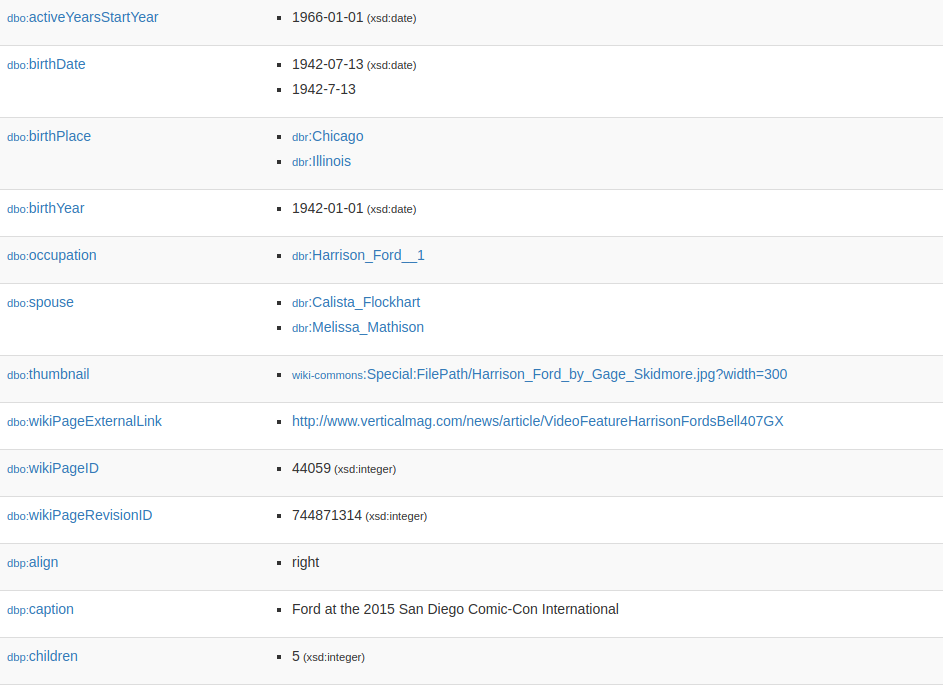 dbo:activeYearsStartYear ▪ 1966-01-01 (xsd:date)
dbo:birthDate ▪ 1942-07-13 (xsd:date)
▪ 1942-7-13
dbo:birthPlace ▪ dbr:Chicago
▪ dbr:Illinois
dbo:birthYear ▪ 1942-01-01 (xsd:date)
dbo:occupation ▪ dbr:Harrison_Ford__1
dbo:spouse ▪ dbr:Calista_Flockhart
▪ dbr:Melissa_Mathison
dbo:thumbnail ▪ wiki-commons:Special:FilePath/Harrison_Ford_by_Gage_Skidmore.jpg?width=300
dbo:wikiPageExternalLink ▪ http://www.verticalmag.com/news/article/VideoFeatureHarrisonFordsBell407GX
dbo:wikiPageID ▪ 44059 (xsd:integer)
dbo:wikiPageRevisionID ▪ 744871314 (xsd:integer)
dbp:align ▪ right
dbp:caption ▪ Ford at the 2015 San Diego Comic-Con International
dbp:children ▪ 5 (xsd:integer)